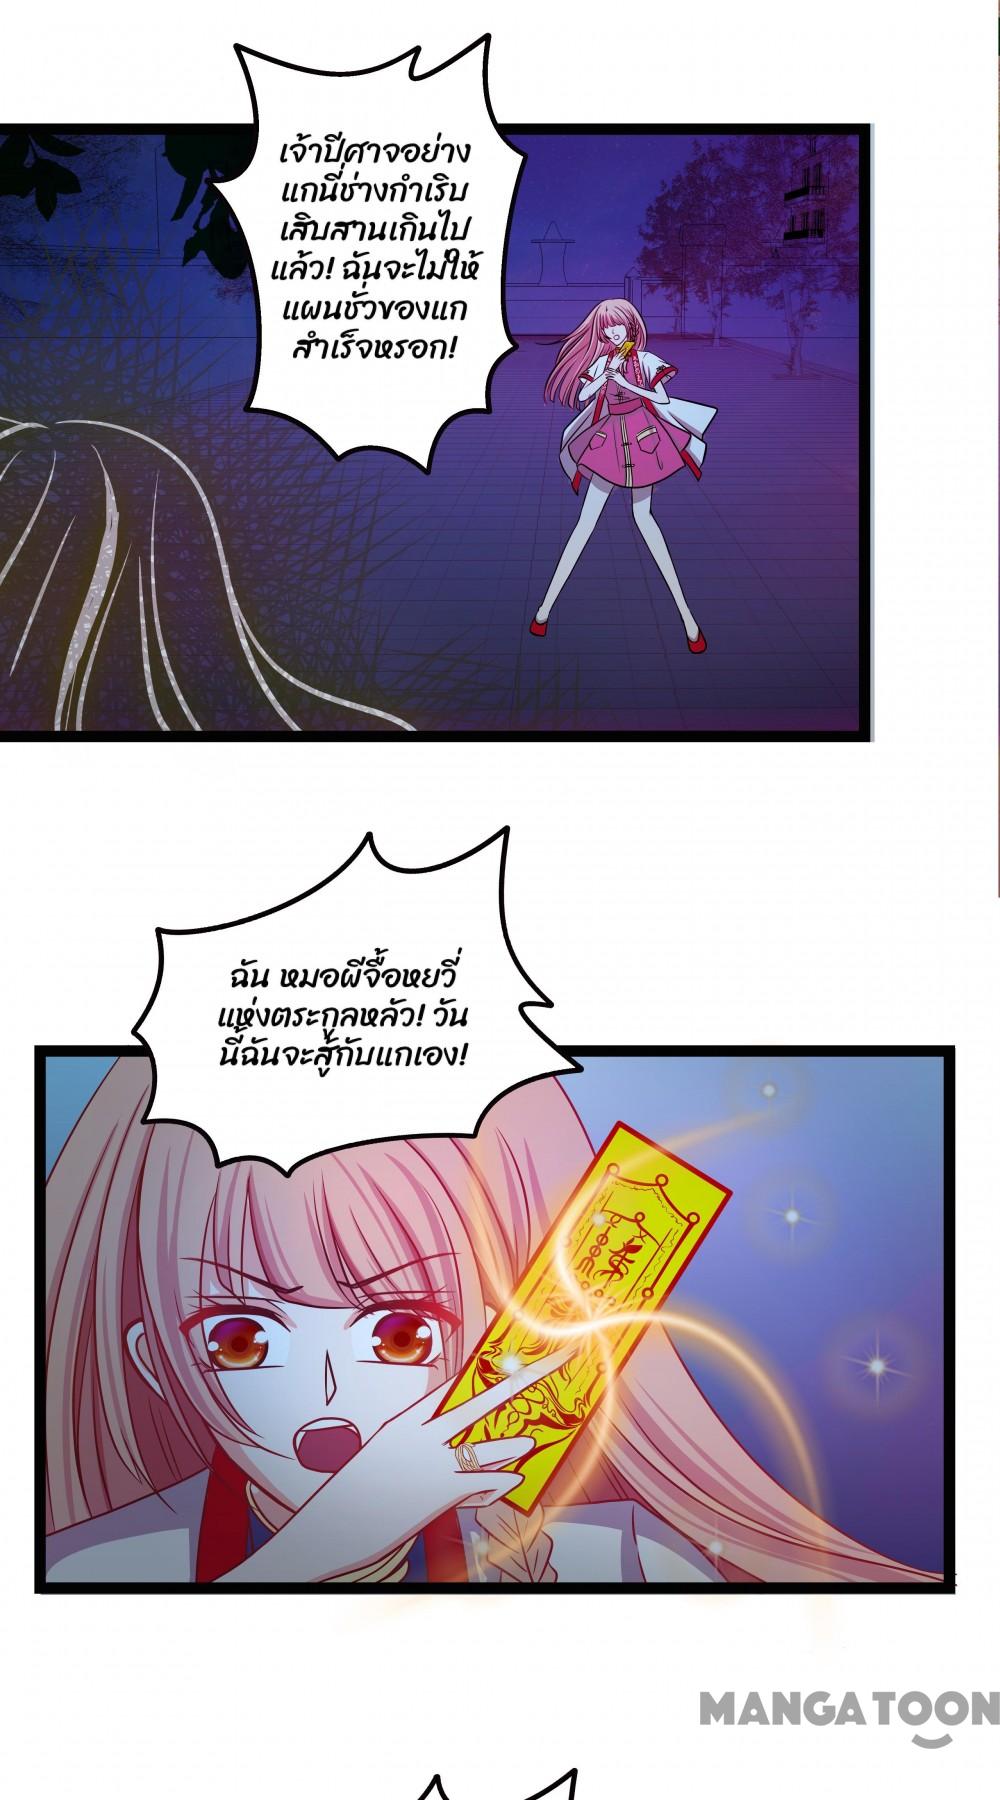 เจ้าปีศาจอย่าง
แกนี่ช่างกำเริบ
เสิบสานเกินไป
แล้ว! ฉันจะไม่ให้
แผนชั่วของแก
สำเร็จหรอก!
ฉัน หมอผีจื้อหยวี่
แห่งตระกูลหลัว! วัน
นี้ฉันจะสู้กับแกเอง!
MANGATOON